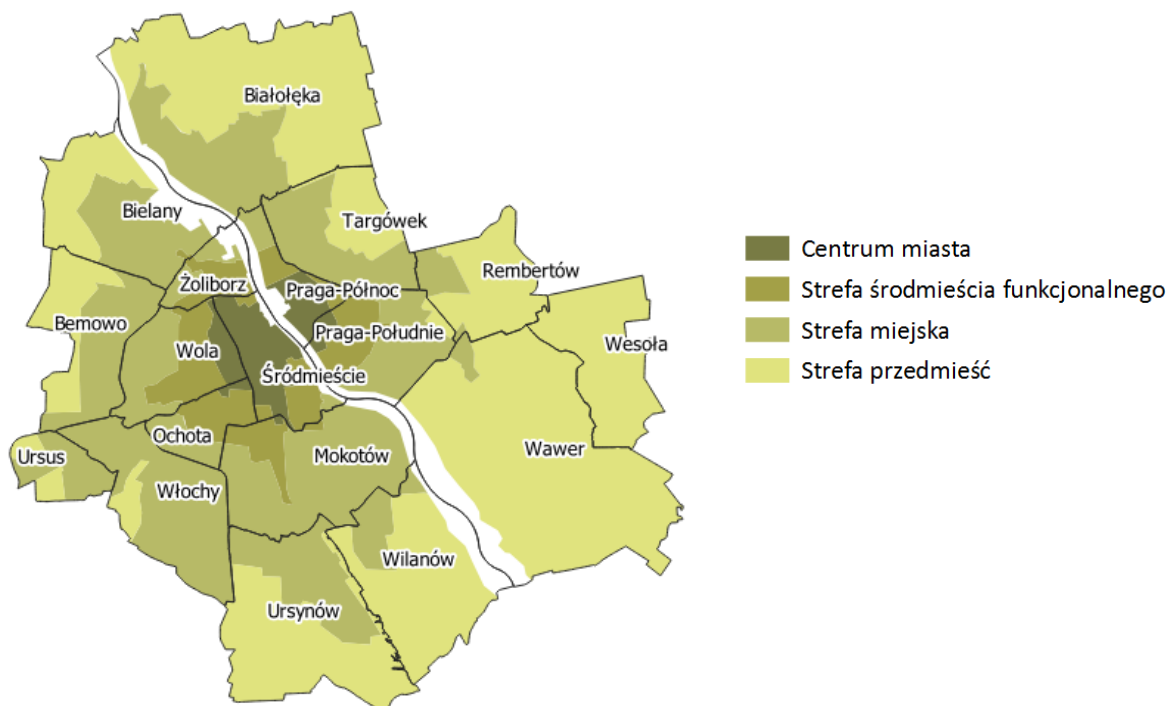 Białołęka
Bielany
Targówek
Rembertów
Żoliborz
Praga-Północ
Bemowo
Praga-Południe
Wesoła
Wola
Śródmieście
Ochota
Ursus
Mokotów
Wawer
Włochy
Wilanów
Ursynów
Centrum miasta
Strefa środmieścia funkcjonalnego
Strefa miejska
Strefa przedmieść